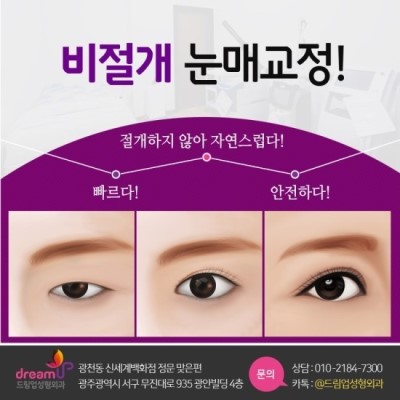 비절개 눈매교정!
절개하지 않아 자연스럽다!
빠르다!
안전하다!
dreamUP
드림업성형외과
광천동 신세계백화점 정문 맞은편
광주광역시 서구 무진대로 935 광안빌딩 4층
문의
상담 : 010-2184-7300
카톡 : @드림업성형외과